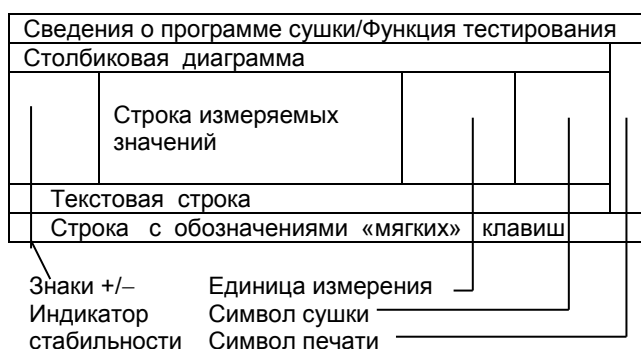 Сведения о программе сушки/Функция тестирования
Столбиковая диаграмма
Строка измеряемых
значений
Текстовая строка
Строка с обозначениями «мягких» клавиш
Знаки +/– Единица измерения
Индикатор Символ сушки
стабильности Символ печати